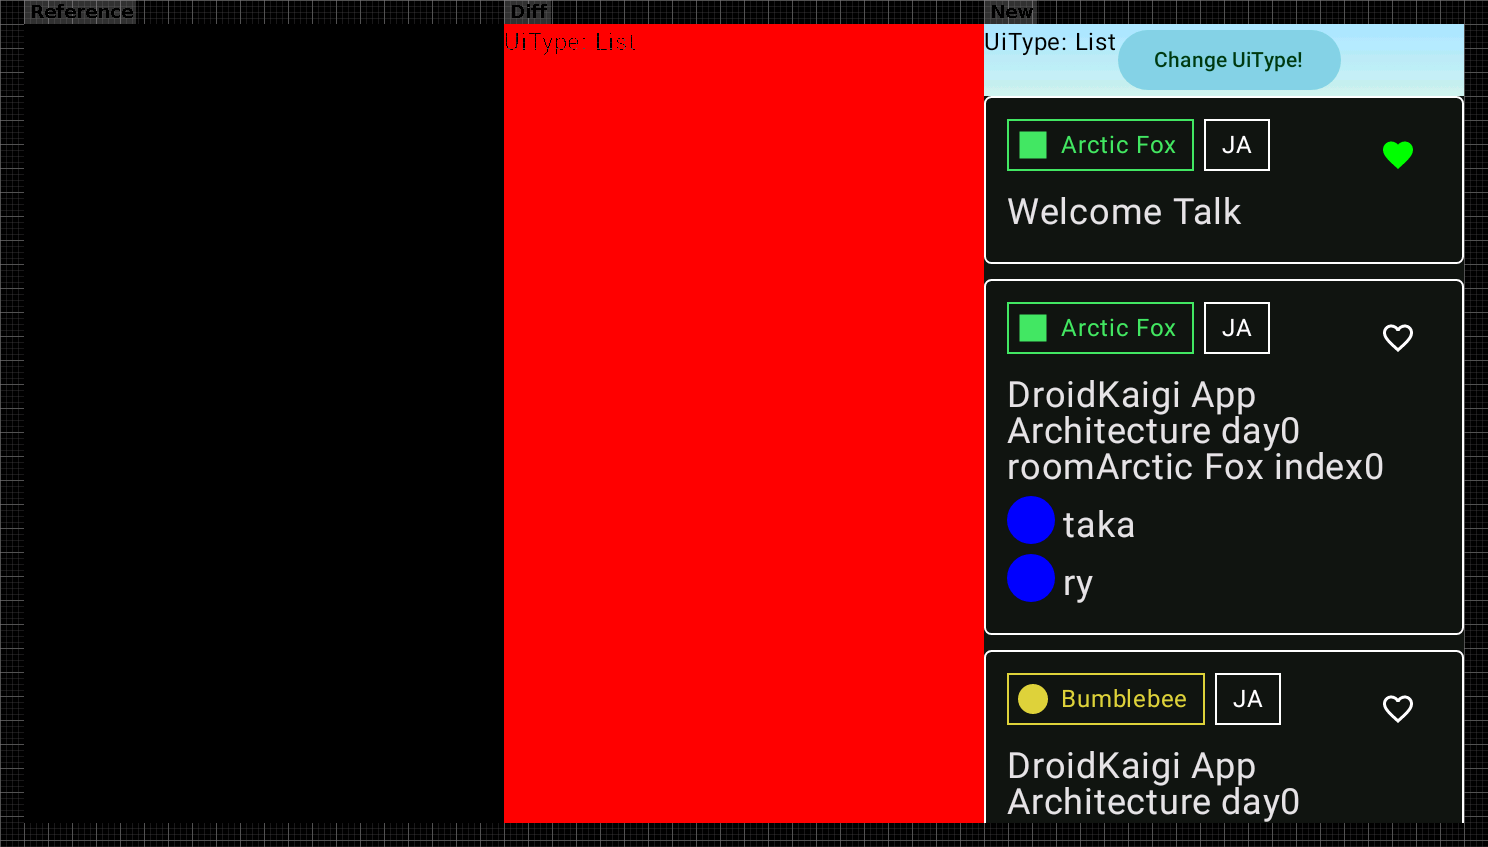 Reference
Diff
New
UiType: List
UiType: List
Change UiType!
Arctic Fox
JA
Welcome Talk
Arctic Fox
JA
DroidKaigi App
Architecture day0
roomArctic Fox index0
taka
ry
Bumblebee
JA
DroidKaigi App
Architecture day0